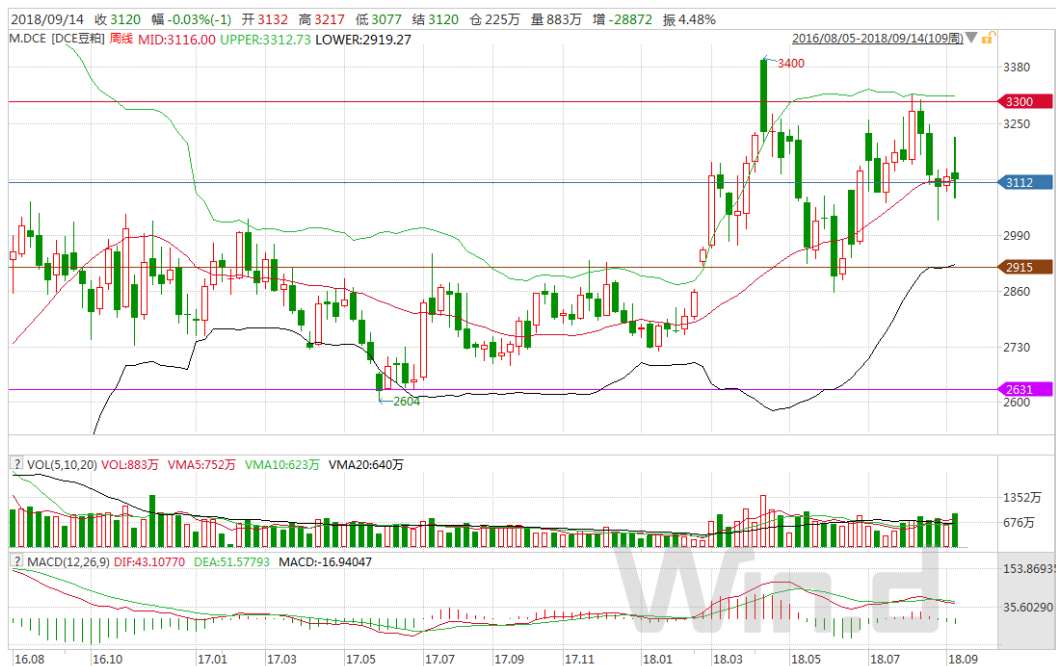 2018/09/14 收 3120 幅 -0.03%(-1) 开 3132 高 3217 低 3077 结 3120 仓 225万 量 883万 增 -28872 振 4.48%
M.DCE [DCE豆粕] 周线 MID:3116.00 UPPER:3312.73 LOWER:2919.27 2016/08/05-2018/09/14(109周)
3400
3380
3300
3250
3112
2990
2915
2860
2730
2631
2604
2600
? VOL(5,10,20) VOL:883万 VMA5:752万 VMA10:623万 VMA20:640万
1352万
676万
? MACD(12,26,9) DIF:43.10770 DEA:51.57793 MACD:-16.94047
153.86935
35.60290
Wind
16.08 16.10 17.01 17.03 17.05 17.07 17.09 17.11 18.01 18.03 18.05 18.07 18.09